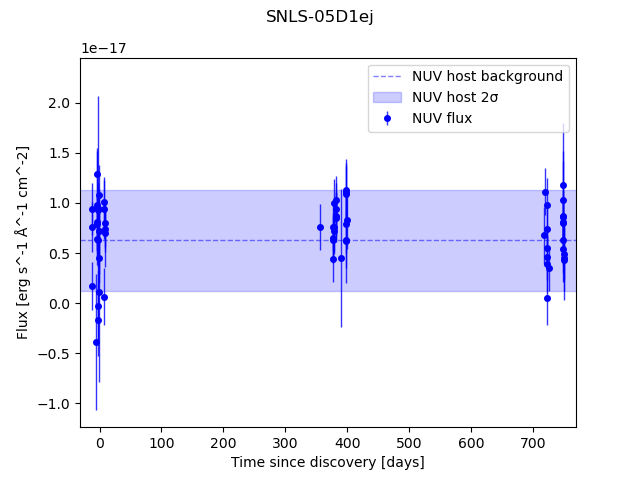 SNLS-05D1ej
1e−17
NUV host background
NUV host 2σ
NUV flux
2.0
1.5
1.0
0.5
0.0
−0.5
−1.0
Flux [erg s^-1 Å^-1 cm^-2]
0 100 200 300 400 500 600 700
Time since discovery [days]